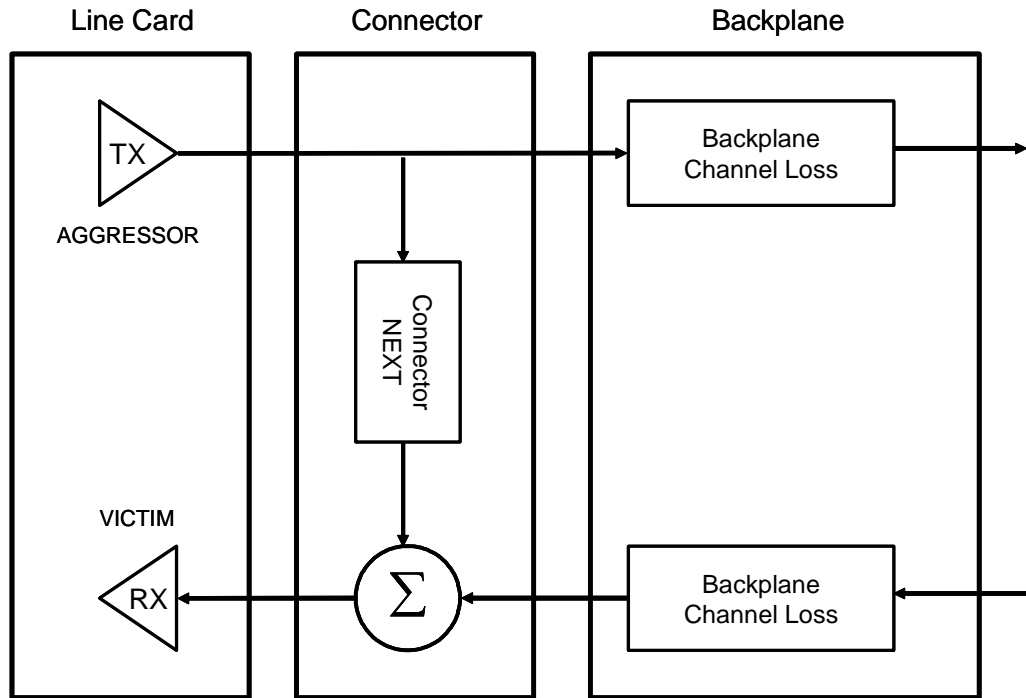 Line Card
Connector
Backplane
TX
AGGRESSOR
Backplane
Channel Loss
Connector
NEXT
VICTIM
RX
Σ
Backplane
Channel Loss